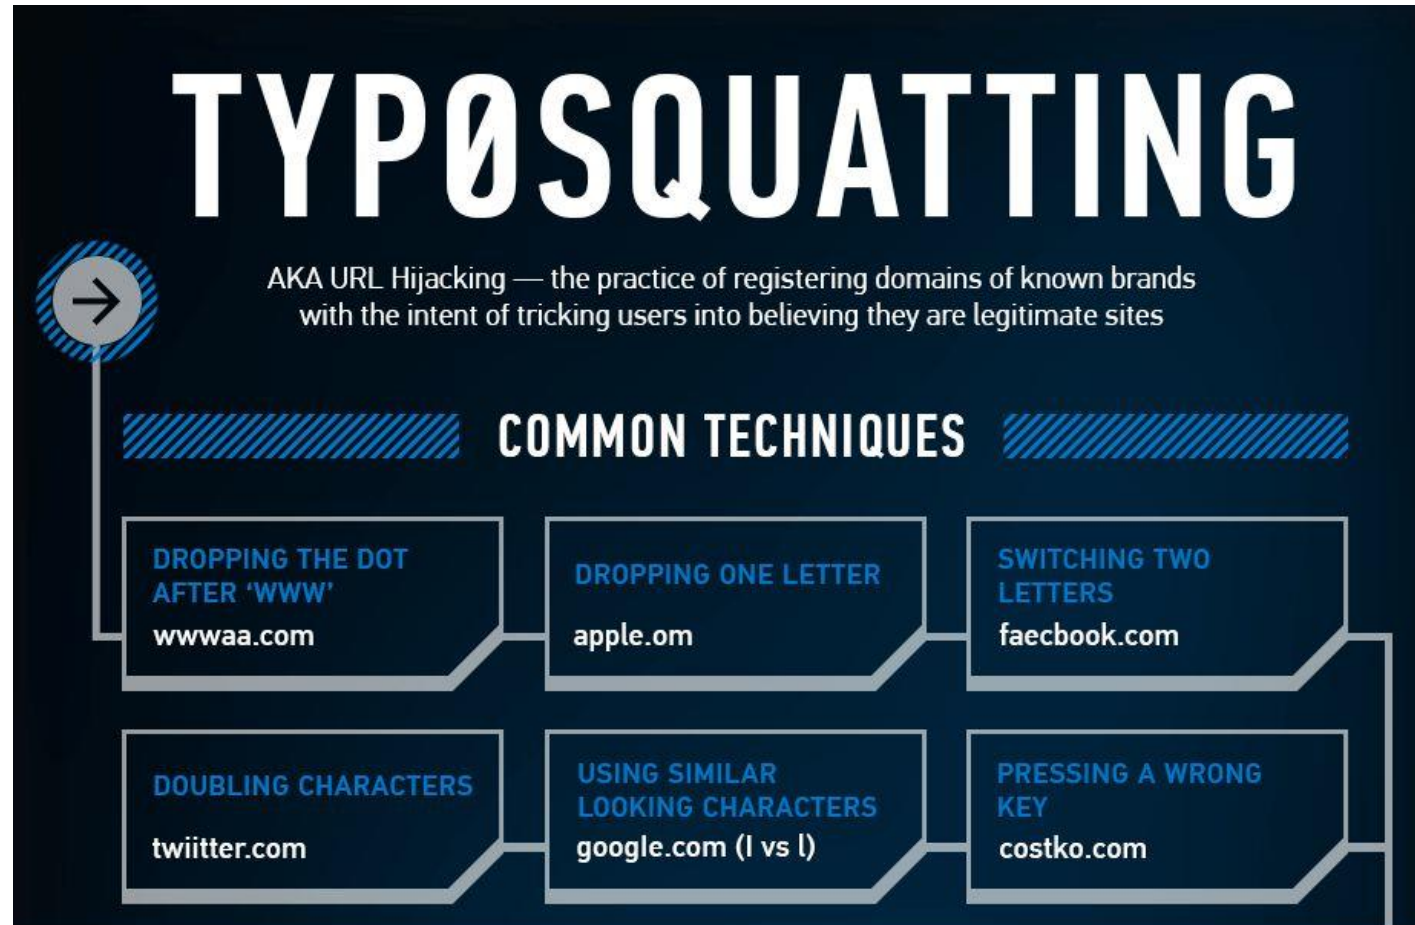 TYPØSQUATTING
AKA URL Hijacking — the practice of registering domains of known brands
with the intent of tricking users into believing they are legitimate sites
COMMON TECHNIQUES
DROPPING THE DOT
AFTER ‘WWW’
wwwaa.com
DROPPING ONE LETTER
apple.om
SWITCHING TWO
LETTERS
faecbook.com
DOUBLING CHARACTERS
twiitter.com
USING SIMILAR
LOOKING CHARACTERS
google.com (I vs l)
PRESSING A WRONG
KEY
costko.com